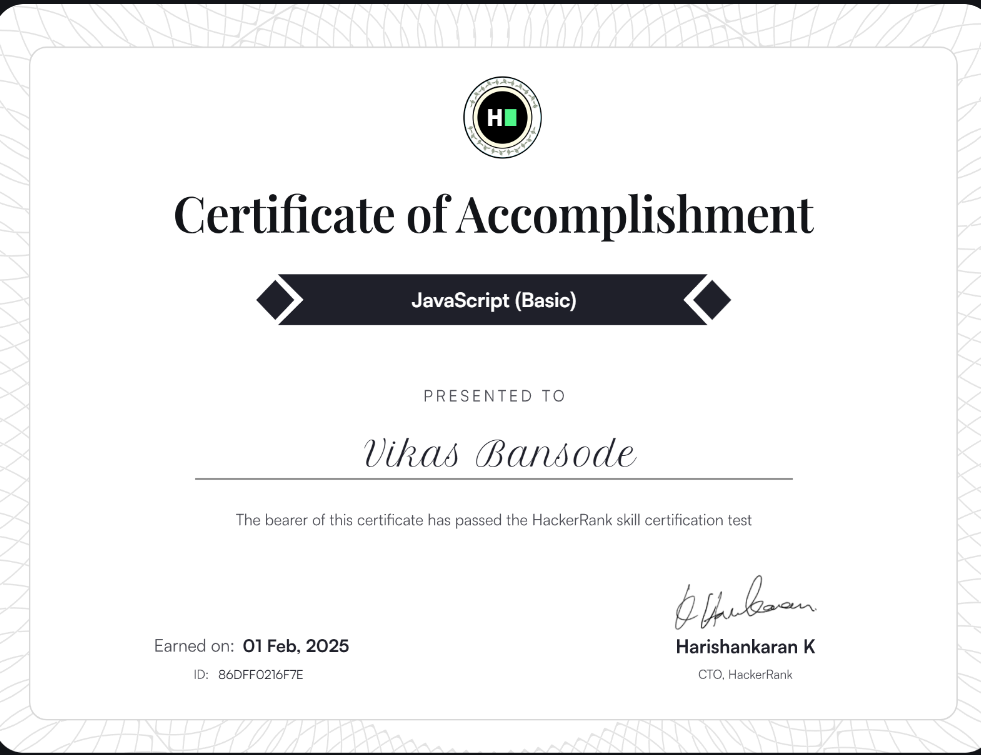 H
Certificate of Accomplishment
JavaScript (Basic)
PRESENTED TO
Vikas Bansode
The bearer of this certificate has passed the HackerRank skill certification test
Earned on: 01 Feb, 2025
ID: 86DFF0216F7E
Harishankaran K
CTO, HackerRank